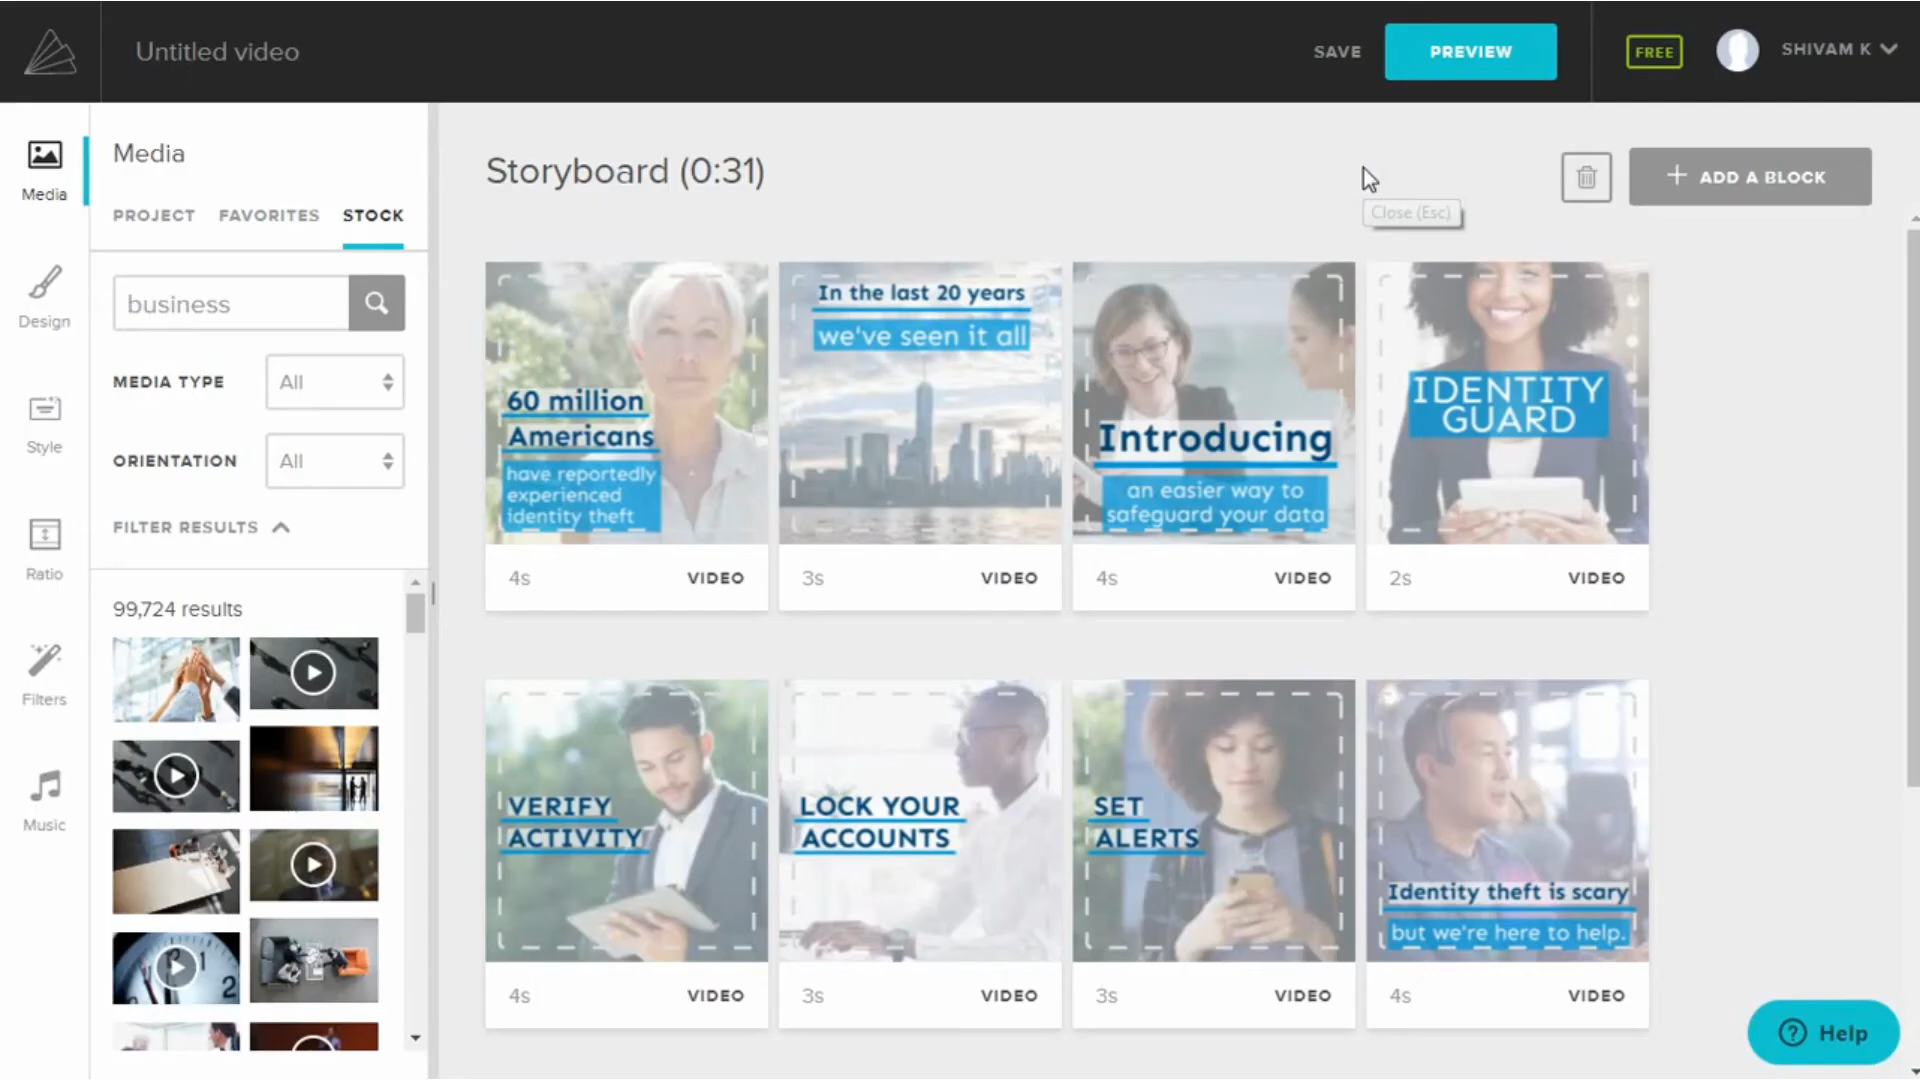 Untitled video
SAVE
PREVIEW
FREE
SHIVAM K
Media
Media
PROJECT FAVORITES STOCK
Storyboard (0:31)
Close (Esc)
+ ADD A BLOCK
business
Design
MEDIA TYPE All
Style
ORIENTATION All
FILTER RESULTS
Ratio
99,724 results
Filters
Music
60 million
Americans
have reportedly
experienced
identity theft
4s VIDEO
In the last 20 years
we've seen it all
3s VIDEO
Introducing
an easier way to
safeguard your data
4s VIDEO
IDENTITY
GUARD
2s VIDEO
VERIFY
ACTIVITY
4s VIDEO
LOCK YOUR
ACCOUNTS
3s VIDEO
SET
ALERTS
3s VIDEO
Identity theft is scary
but we're here to help.
4s VIDEO
1
2
? Help